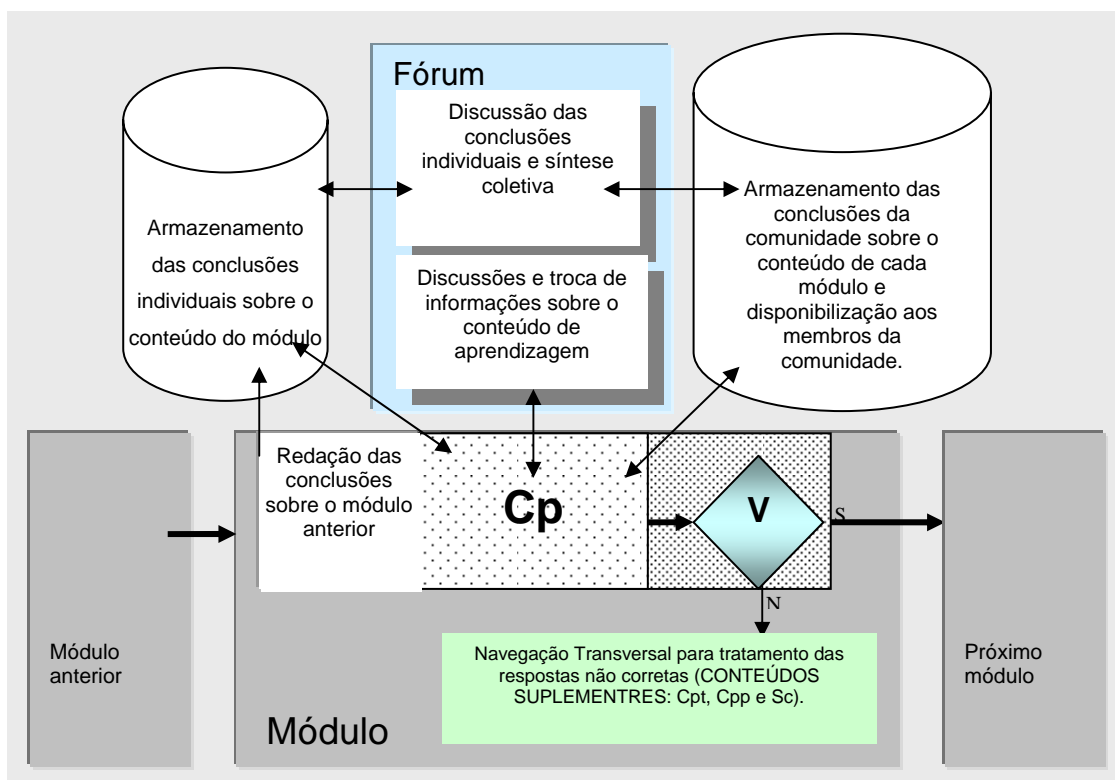 Fórum
Discussão das
conclusões
individuais e síntese
coletiva
Discussões e troca de
informações sobre o
conteúdo de
aprendizagem
Armazenamento
das conclusões
individuais sobre o
conteúdo do módulo
Armazenamento das
conclusões da
comunidade sobre o
conteúdo de cada
módulo e
disponibilização aos
membros da
comunidade.
Redação das
conclusões
sobre o módulo
anterior
Cp
V
S
N
Módulo
anterior
Navegação Transversal para tratamento das
respostas não corretas (CONTEÚDOS
SUPLEMENTRES: Cpt, Cpp e Sc).
Próximo
módulo
Módulo